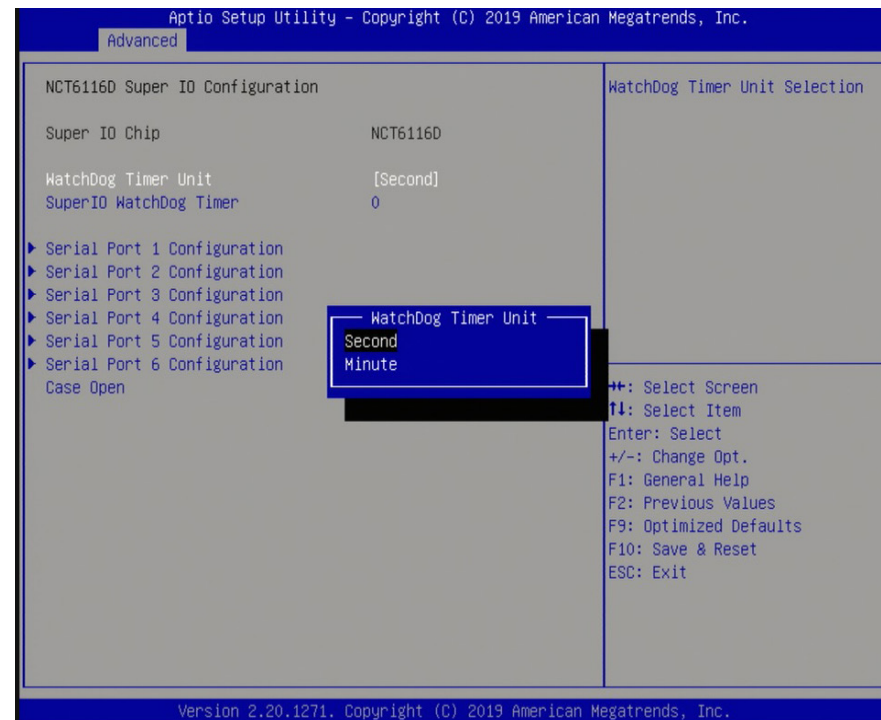 Aptio Setup Utility – Copyright (C) 2019 American Megatrends, Inc.
Advanced
NCT6116D Super IO Configuration
Super IO Chip NCT6116D
WatchDog Timer Unit [Second]
SuperIO WatchDog Timer 0
Serial Port 1 Configuration
Serial Port 2 Configuration
Serial Port 3 Configuration
Serial Port 4 Configuration
Serial Port 5 Configuration
Serial Port 6 Configuration
Case Open
WatchDog Timer Unit
Second
Minute
WatchDog Timer Unit Selection
→←: Select Screen
↑↓: Select Item
Enter: Select
+/-: Change Opt.
F1: General Help
F2: Previous Values
F9: Optimized Defaults
F10: Save & Reset
ESC: Exit
Version 2.20.1271. Copyright (C) 2019 American Megatrends, Inc.